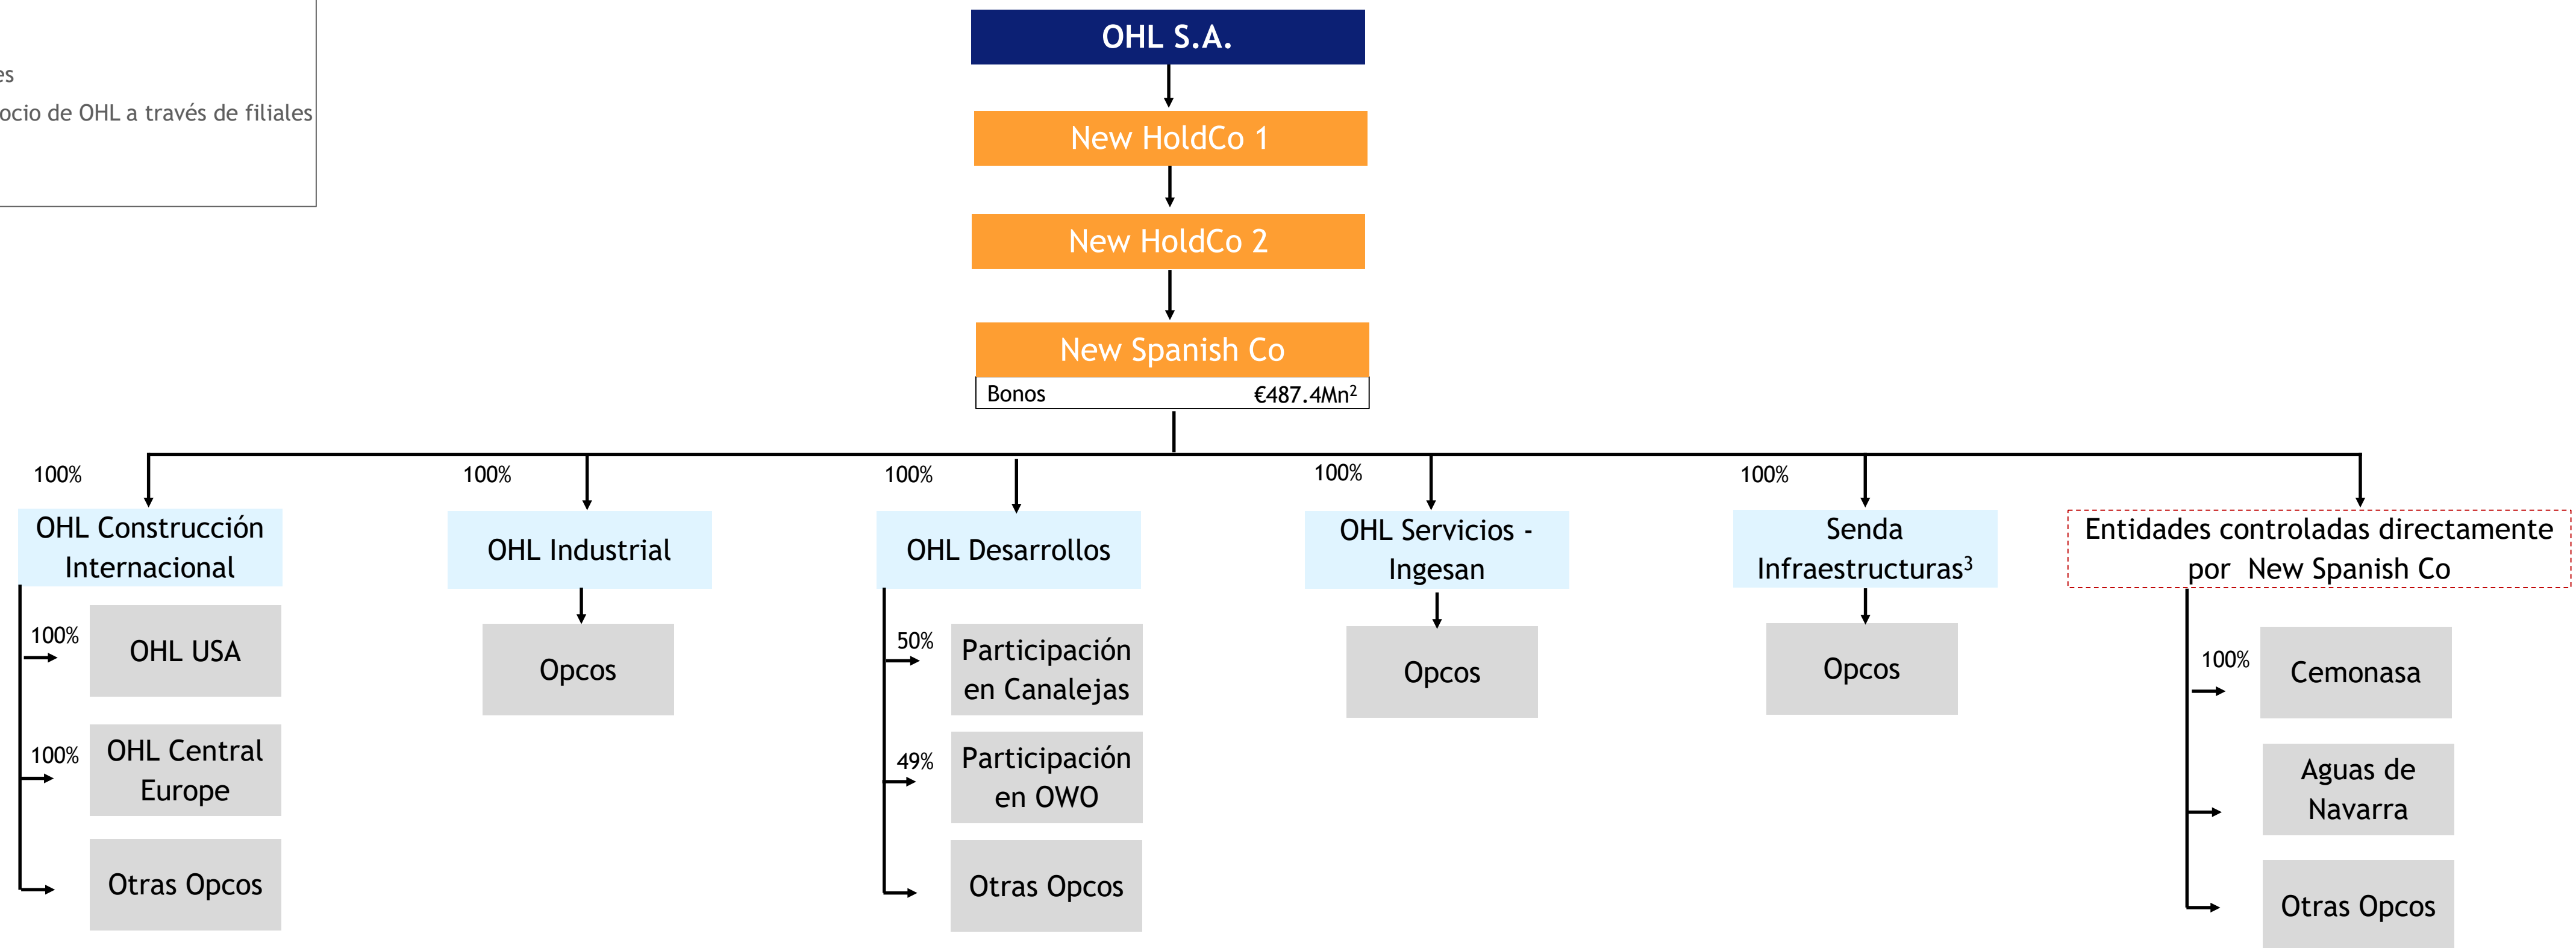 es
ocio de OHL a través de filiales
OHL S.A.
New HoldCo 1
New HoldCo 2
New Spanish Co
Bonos €487.4Mn²
100%
100%
100%
100%
100%
OHL Construcción
Internacional
OHL Industrial
OHL Desarrollos
OHL Servicios -
Ingesan
Senda
Infraestructuras³
Entidades controladas directamente
por New Spanish Co
100%
OHL USA
100%
OHL Central
Europe
Otras Opcos
Opcos
50%
Participación
en Canalejas
49%
Participación
en OWO
Otras Opcos
Opcos
Opcos
100%
Cemonasa
Aguas de
Navarra
Otras Opcos